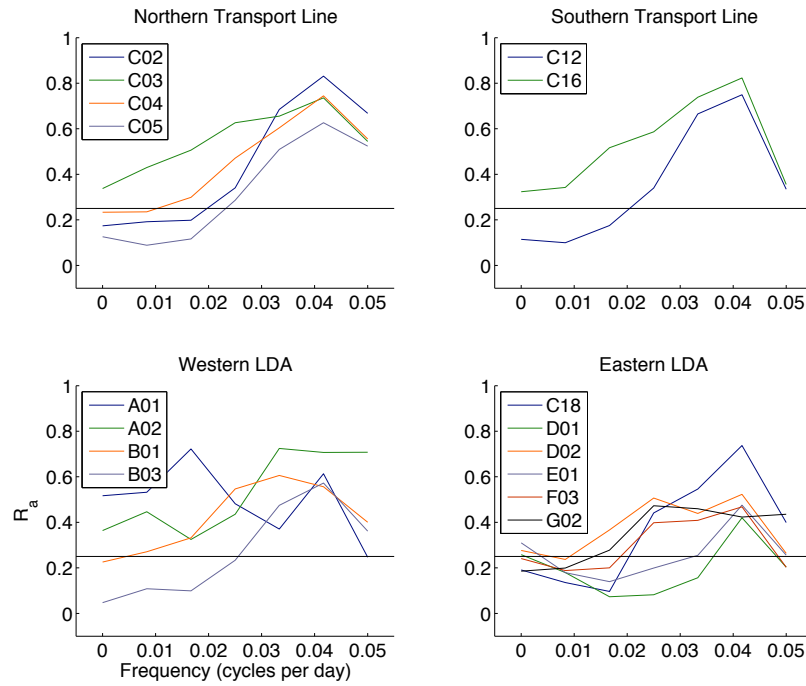 Northern Transport Line
1
0.8
0.6
0.4
0.2
0
C02
C03
C04
C05
0 0.01 0.02 0.03 0.04 0.05
Southern Transport Line
1
0.8
0.6
0.4
0.2
0
C12
C16
0 0.01 0.02 0.03 0.04 0.05
Western LDA
1
0.8
0.6
0.4
0.2
0
R_a
A01
A02
B01
B03
0 0.01 0.02 0.03 0.04 0.05
Frequency (cycles per day)
Eastern LDA
1
0.8
0.6
0.4
0.2
0
C18
D01
D02
E01
F03
G02
0 0.01 0.02 0.03 0.04 0.05